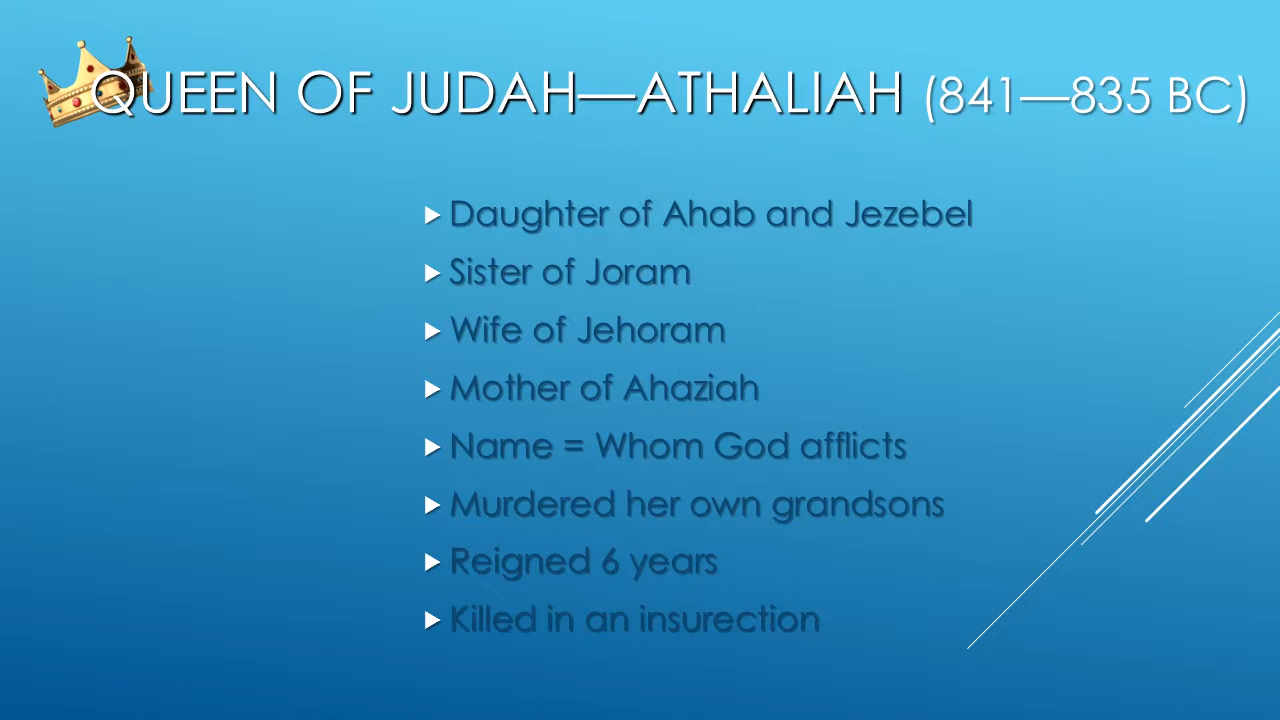 QUEEN OF JUDAH—ATHALIAH (841—835 BC)
Daughter of Ahab and Jezebel
Sister of Joram
Wife of Jehoram
Mother of Ahaziah
Name = Whom God afflicts
Murdered her own grandsons
Reigned 6 years
Killed in an insurection